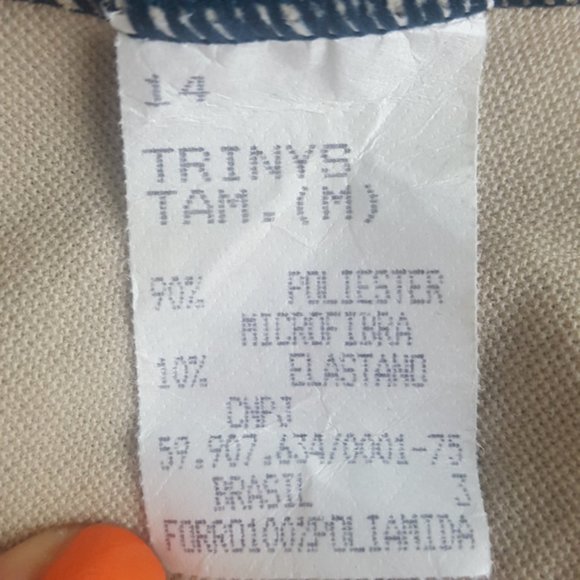 14
TRINYS
TAM.(M)
90% POLIESTER
MICROFIBRA
10% ELASTANO
CNPJ
59.907.634/0001-75
BRASIL 3
FORRO100%POLIAMIDA